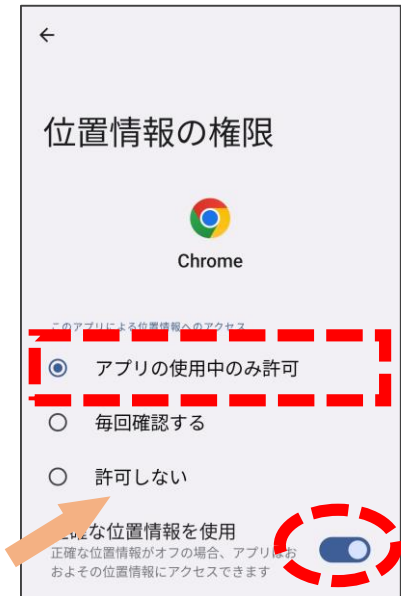 位置情報の権限
Chrome
このアプリによる位置情報へのアクセス
アプリの使用中のみ許可
毎回確認する
許可しない
正確な位置情報を使用
正確な位置情報がオフの場合、アプリはお
およその位置情報にアクセスできます